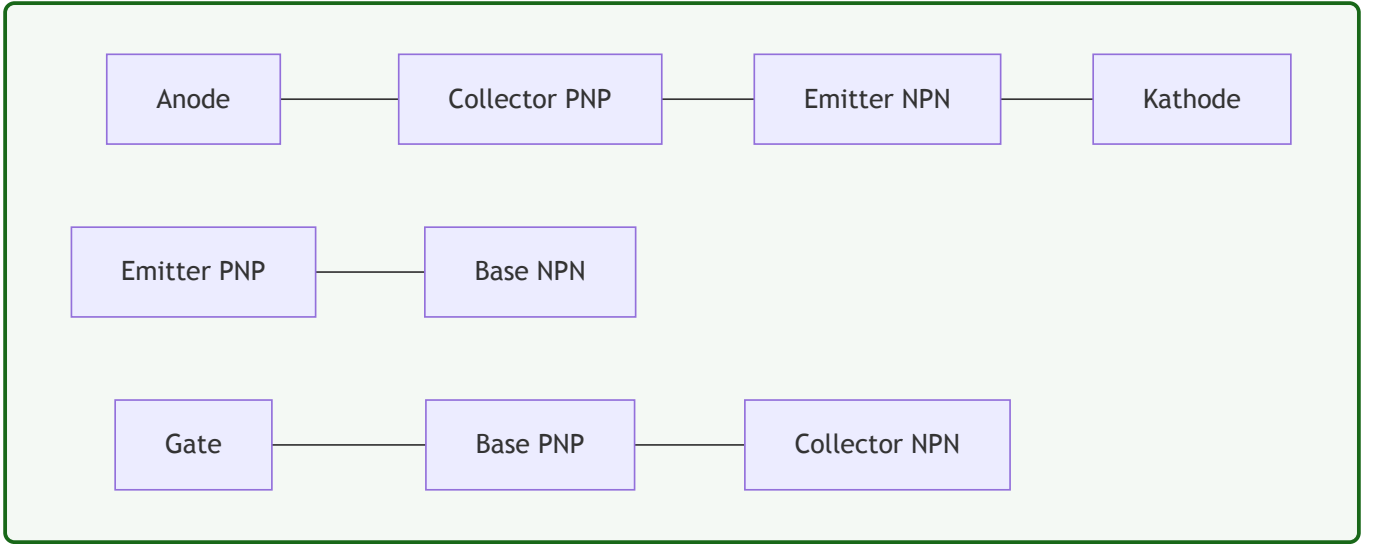 Anode
Collector PNP
Emitter NPN
Kathode
Emitter PNP
Base NPN
Gate
Base PNP
Collector NPN